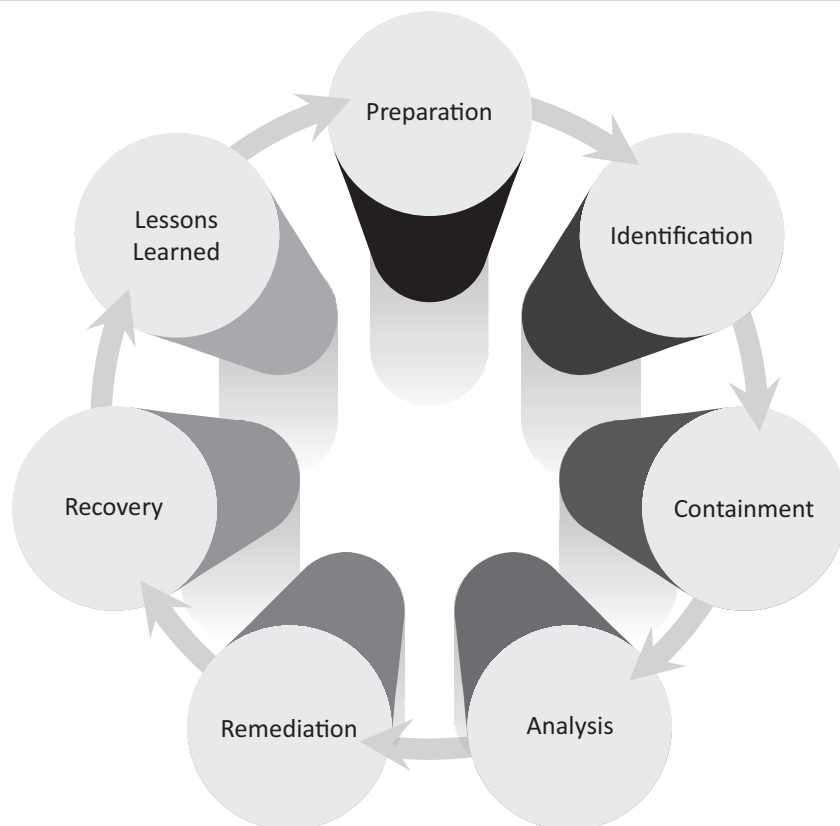 Preparation
Identification
Containment
Analysis
Remediation
Recovery
Lessons
Learned